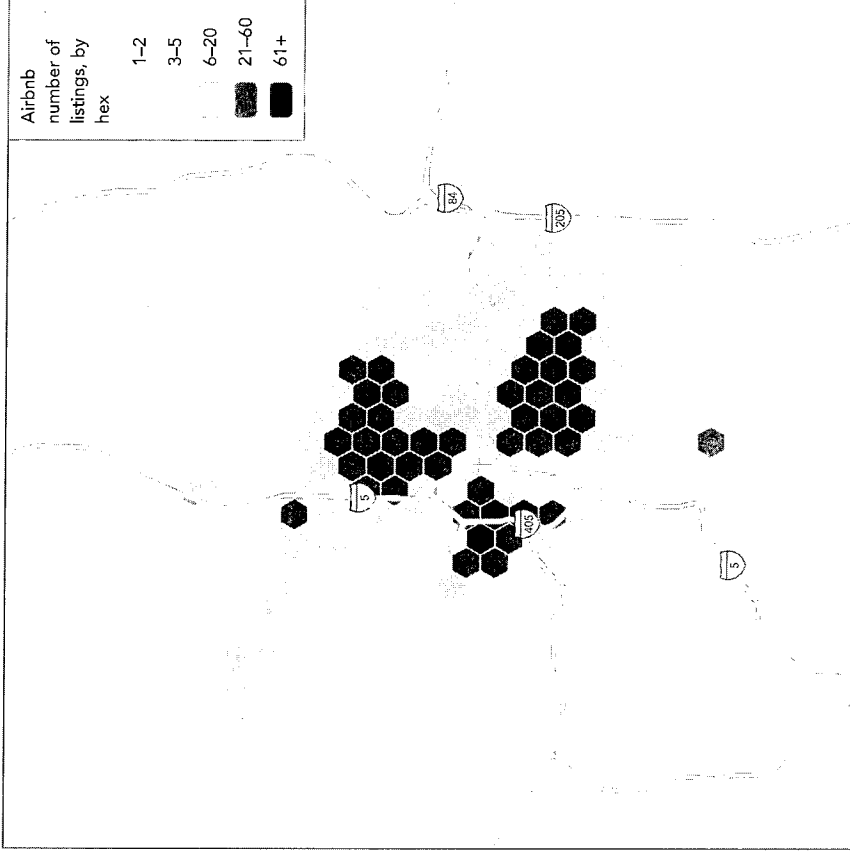 Airbnb
number of
listings, by
hex
1–2
3–5
6–20
21–60
61+
84
205
5
405
5